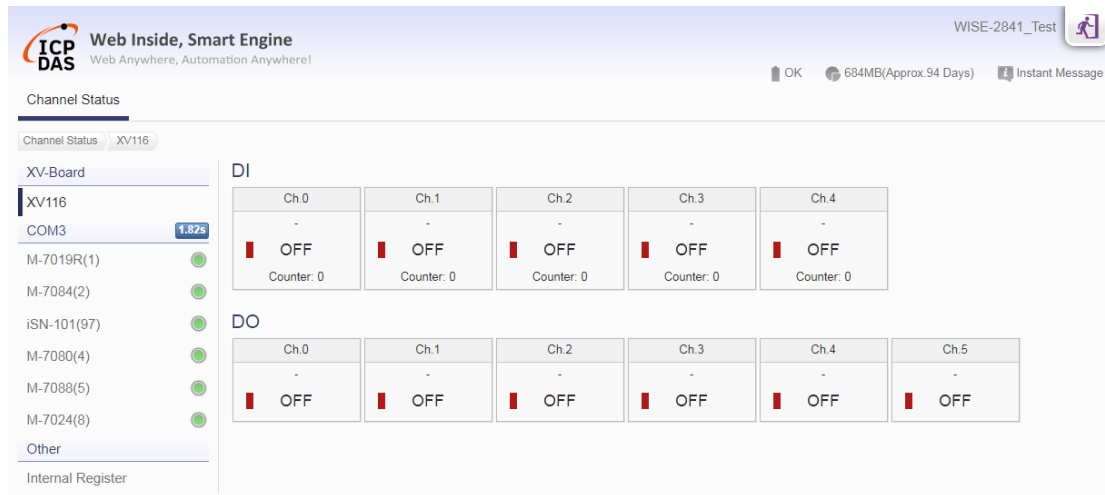 WISE-2841_Test
ICP DAS
Web Inside, Smart Engine
Web Anywhere, Automation Anywhere!
OK 684MB(Approx.94 Days) Instant Message
Channel Status
Channel Status XV116
XV-Board
XV116
COM3 1.82s
M-7019R(1)
M-7084(2)
iSN-101(97)
M-7080(4)
M-7088(5)
M-7024(8)
Other
Internal Register
DI
Ch.0 Ch.1 Ch.2 Ch.3 Ch.4
- - - - -
OFF OFF OFF OFF OFF
Counter: 0 Counter: 0 Counter: 0 Counter: 0 Counter: 0
DO
Ch.0 Ch.1 Ch.2 Ch.3 Ch.4 Ch.5
- - - - - -
OFF OFF OFF OFF OFF OFF